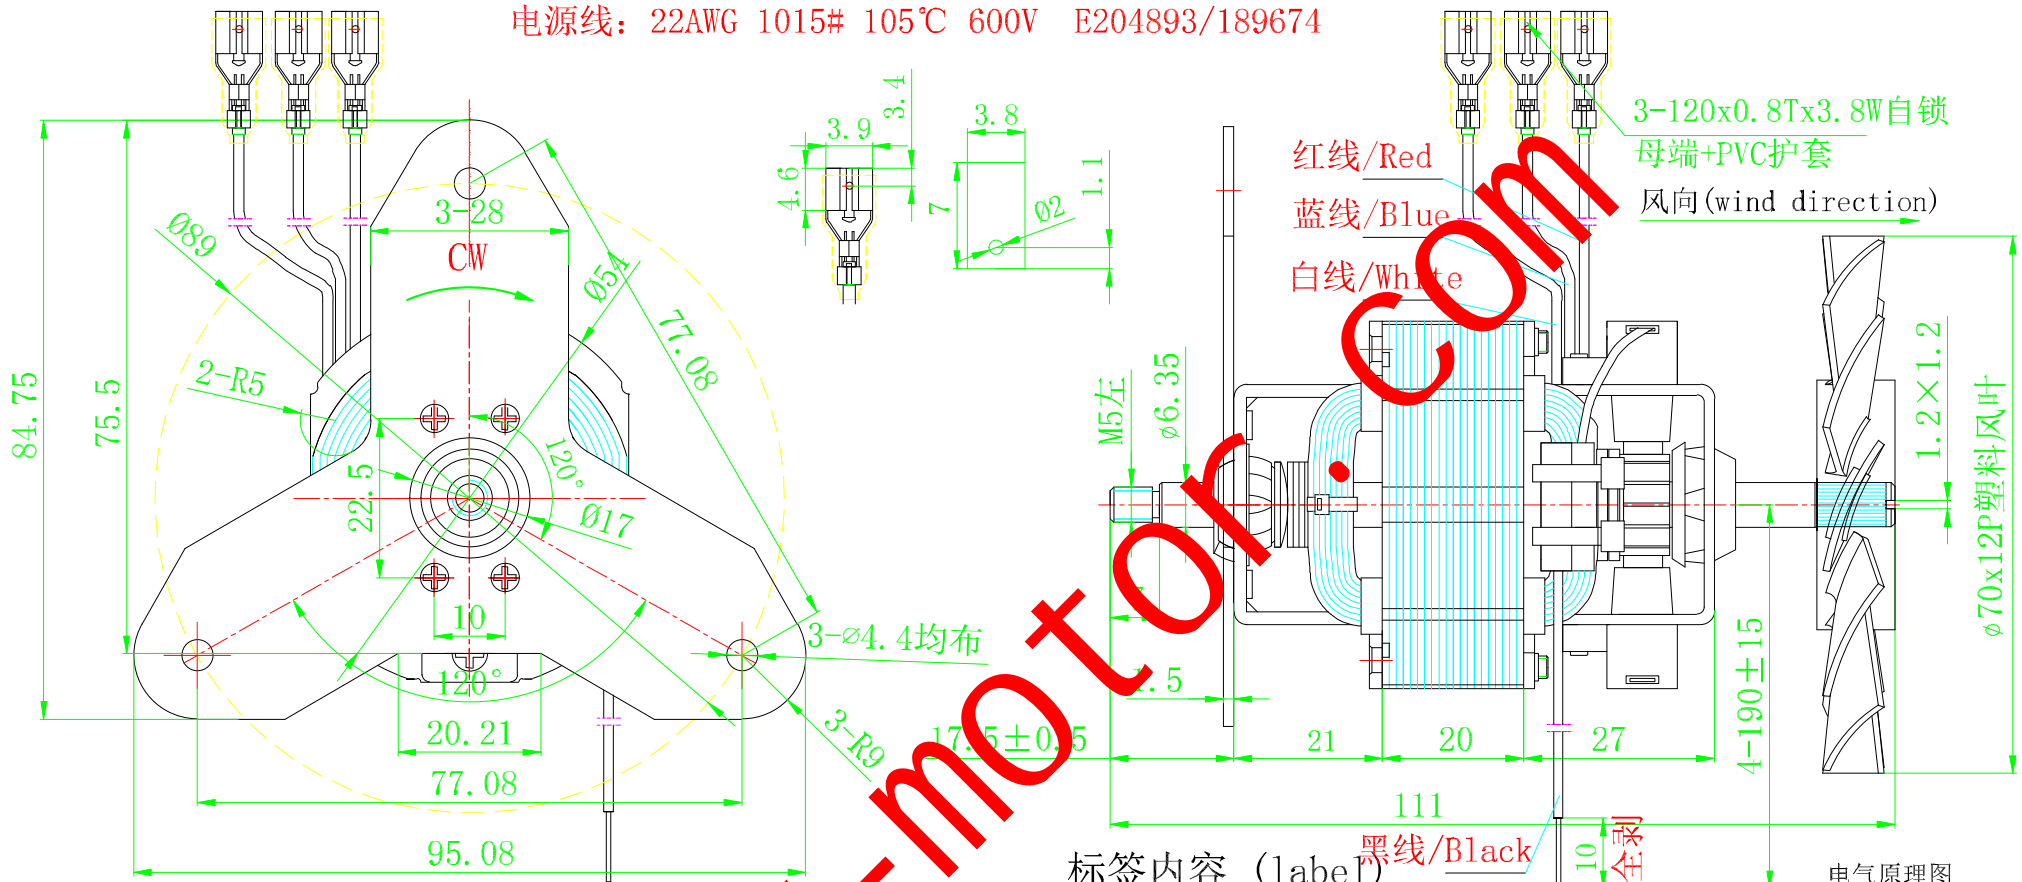 电源线：22AWG 1015# 105℃ 600V E204893/189674
3-120x0.8Tx3.8W自锁
母端+PVC护套
风向(wind direction)
红线/Red
蓝线/Blue
白线/White
3.4
3.9
4.6
3.8
7
1.1
Ø2
3-28
CW
Ø89
Ø54
77.08
2-R5
84.75
75.5
22.5
120°
Ø17
10
120°
3-⌀4.4均布
20.21
3-R9
77.08
95.08
M5左
⌀6.35
1.2×1.2
⌀70x12P塑料风叶
1.5
17.5±0.5
21
20
27
4-190±15
111
黑线/Black
10
全剥
标签内容 (label)
电气原理图
-motor.com